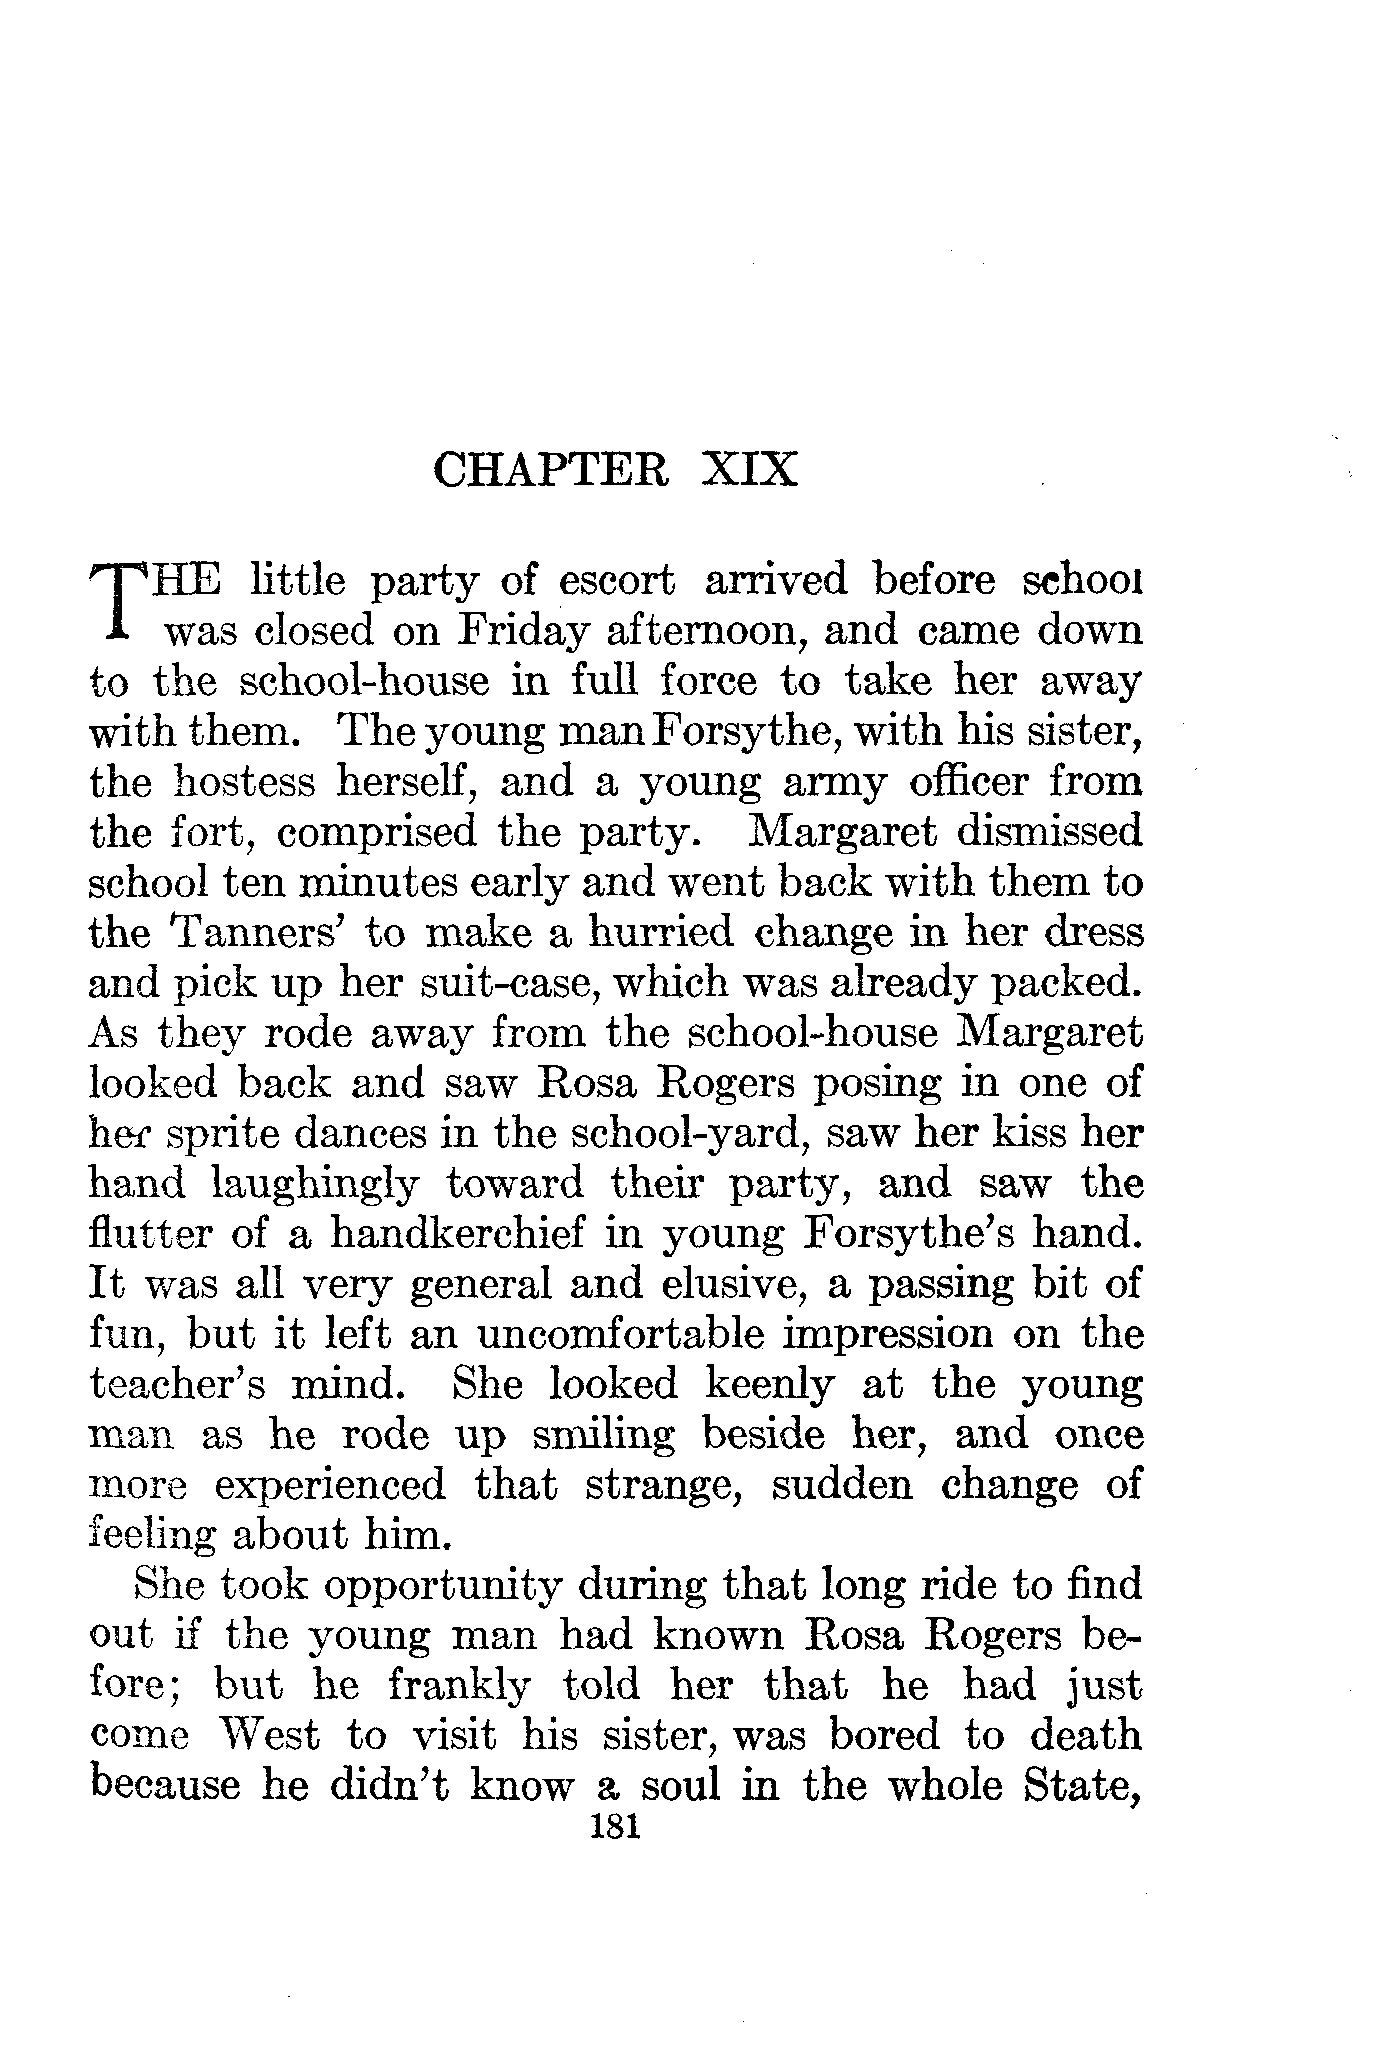 CHAPTER XIX
THE little party of escort arrived before school
was closed on Friday afternoon, and came down
to the school-house in full force to take her away
with them. The young man Forsythe, with his sister,
the hostess herself, and a young army officer from
the fort, comprised the party. Margaret dismissed
school ten minutes early and went back with them to
the Tanners' to make a hurried change in her dress
and pick up her suit-case, which was already packed.
As they rode away from the school-house Margaret
looked back and saw Rosa Rogers posing in one of
her sprite dances in the school-yard, saw her kiss her
hand laughingly toward their party, and saw the
flutter of a handkerchief in young Forsythe's hand.
It was all very general and elusive, a passing bit of
fun, but it left an uncomfortable impression on the
teacher's mind. She looked keenly at the young
man as he rode up smiling beside her, and once
more experienced that strange, sudden change of
feeling about him.
She took opportunity during that long ride to find
out if the young man had known Rosa Rogers be-
fore; but he frankly told her that he had just
come West to visit his sister, was bored to death
because he didn't know a soul in the whole State,
181